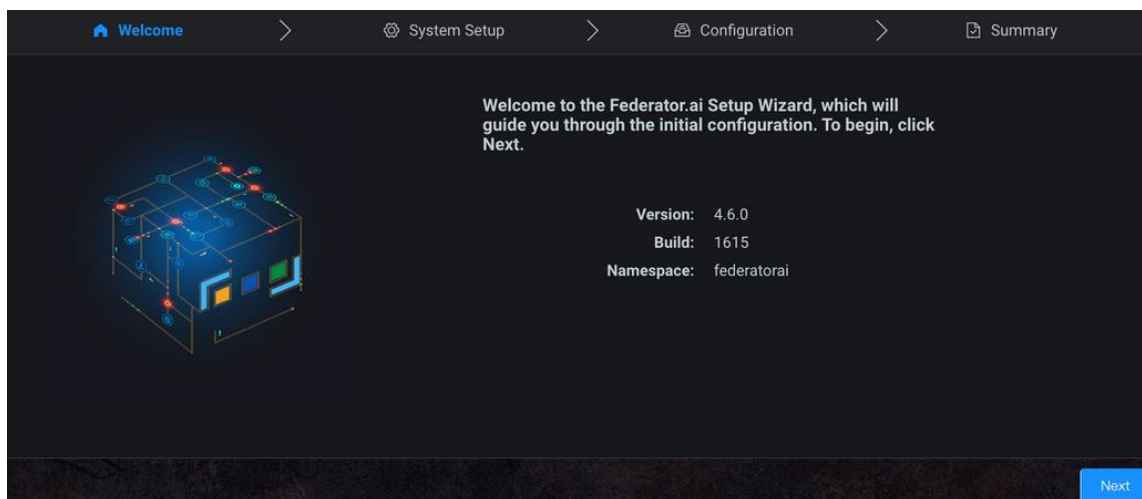 Welcome
System Setup
Configuration
Summary
Welcome to the Federator.ai Setup Wizard, which will
guide you through the initial configuration. To begin, click
Next.
Version: 4.6.0
Build: 1615
Namespace: federatorai
Next